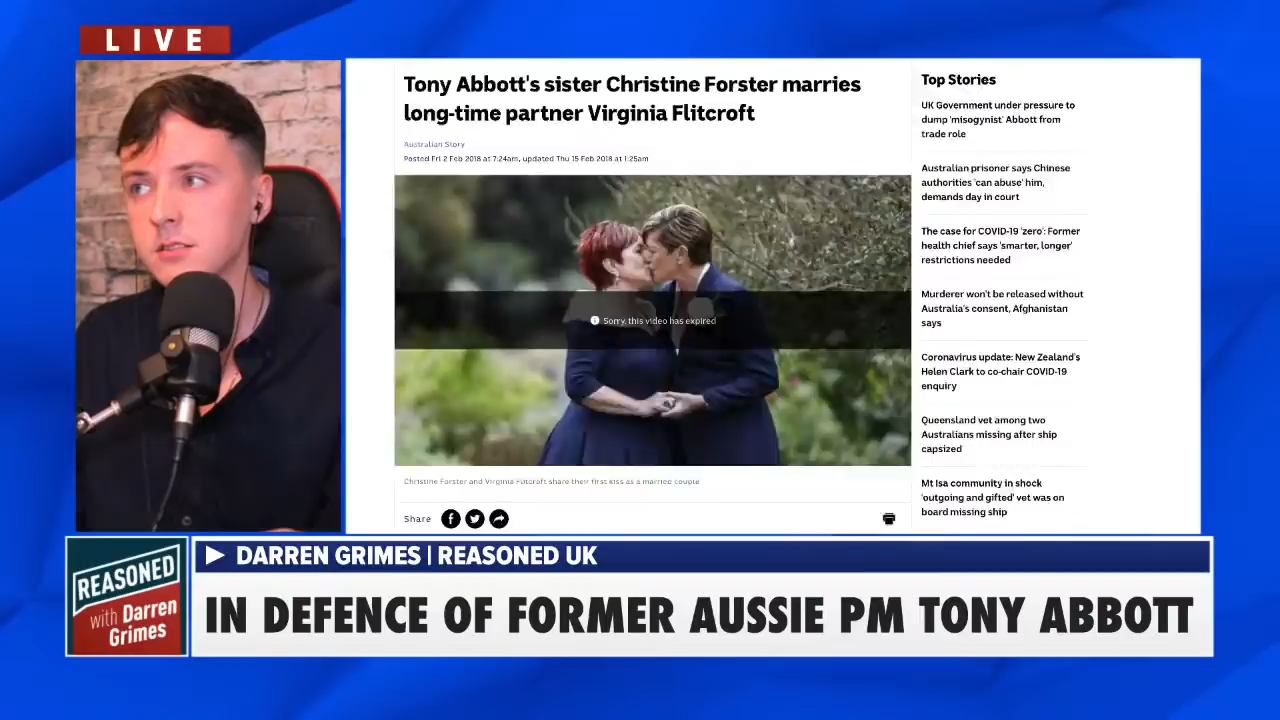 LIVE
Tony Abbott's sister Christine Forster marries
long-time partner Virginia Flitcroft
Australian Story
Posted Fri 2 Feb 2018 at 7:24am, updated Thu 15 Feb 2018 at 1:25am
Sorry, this video has expired
Christine Forster and Virginia Flitcroft share their first kiss as a married couple
Share
Top Stories
UK Government under pressure to
dump 'misogynist' Abbott from
trade role
Australian prisoner says Chinese
authorities 'can abuse' him,
demands day in court
The case for COVID-19 'zero': Former
health chief says 'smarter, longer'
restrictions needed
Murderer won't be released without
Australia's consent, Afghanistan
says
Coronavirus update: New Zealand's
Helen Clark to co-chair COVID-19
enquiry
Queensland vet among two
Australians missing after ship
capsized
Mt Isa community in shock
'outgoing and gifted' vet was on
board missing ship
REASONED
with Darren
Grimes
DARREN GRIMES | REASONED UK
IN DEFENCE OF FORMER AUSSIE PM TONY ABBOTT